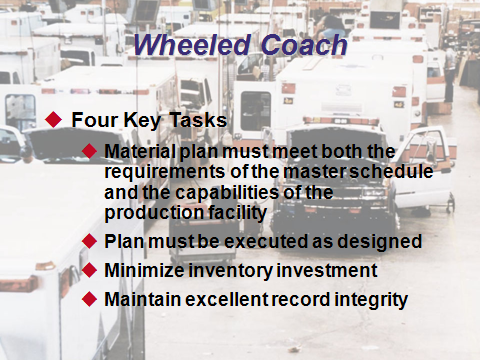 Wheeled Coach
Four Key Tasks
Material plan must meet both the
requirements of the master schedule
and the capabilities of the
production facility
Plan must be executed as designed
Minimize inventory investment
Maintain excellent record integrity